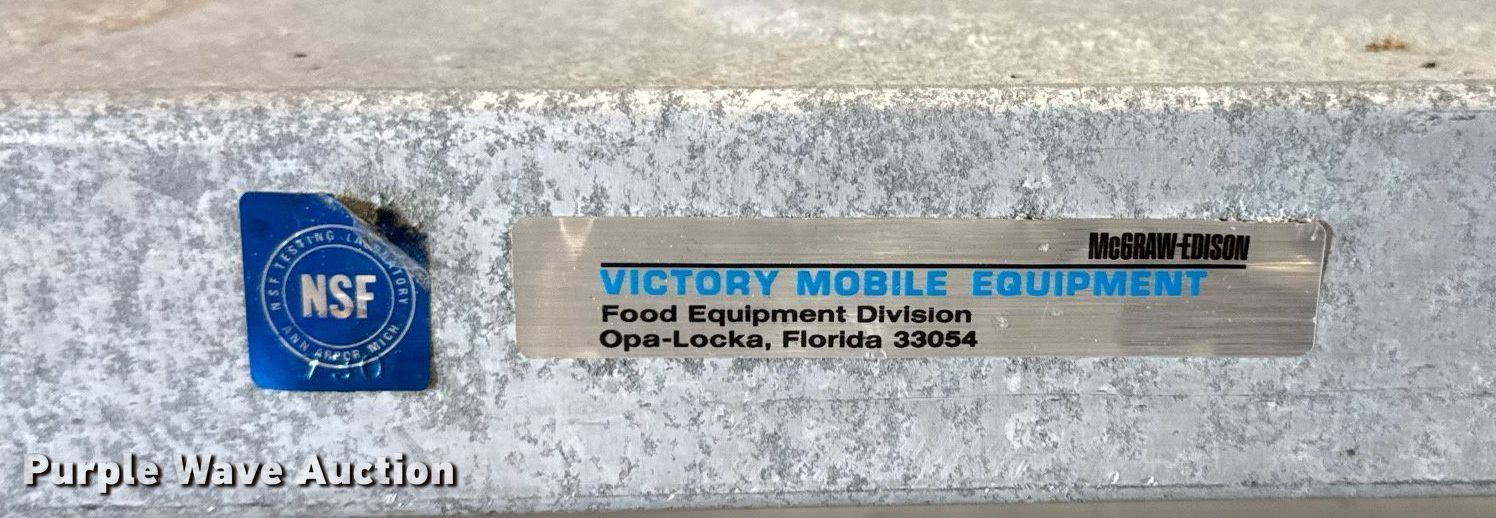 NSF TESTING LABORATORY
NSF
ANN ARBOR MICH.
McGRAW-EDISON
VICTORY MOBILE EQUIPMENT
Food Equipment Division
Opa-Locka, Florida 33054
Purple Wave Auction